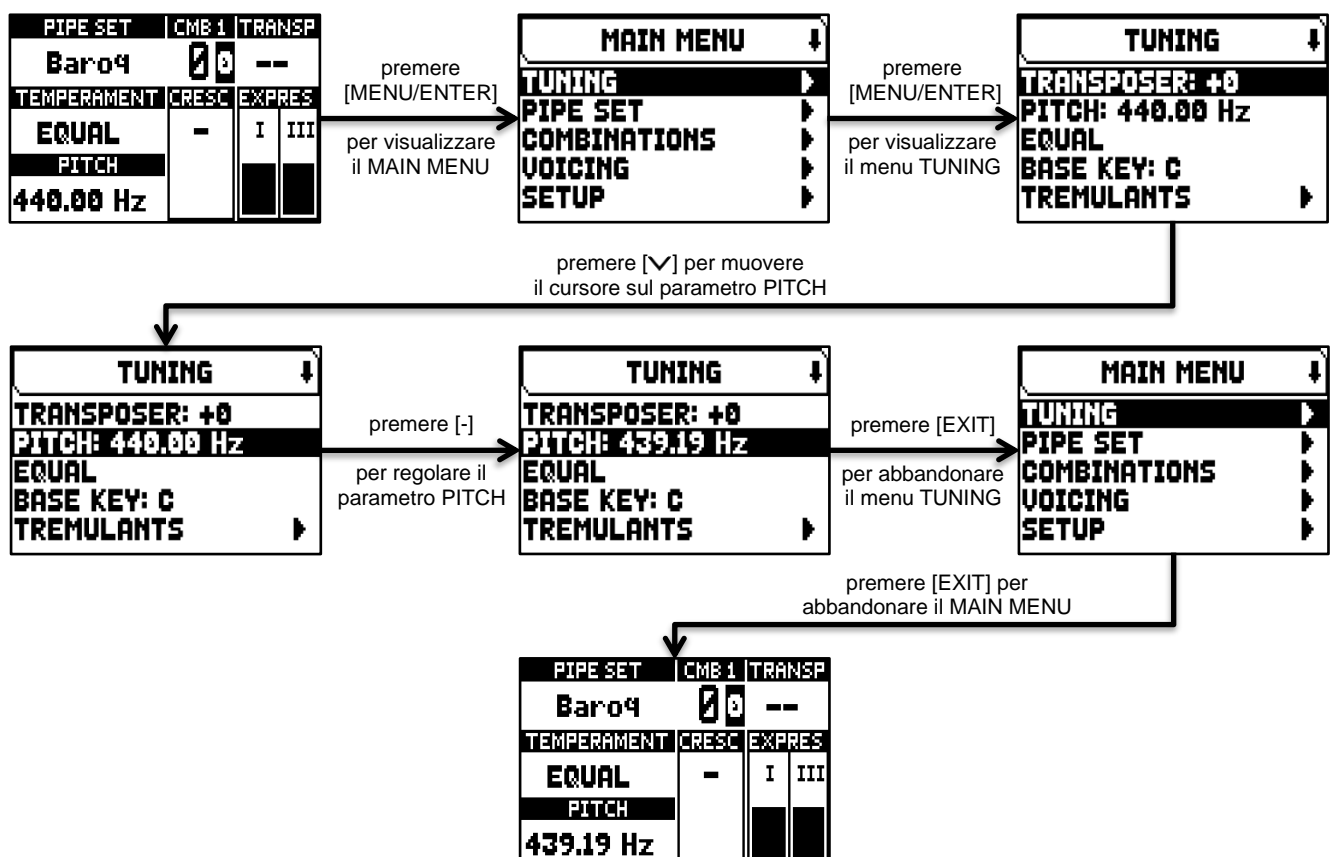 PIPE SET CMB 1 TRANSP
Baroq 00 --
TEMPERAMENT CRESC EXPRES
EQUAL - I III
PITCH
440.00 Hz
premere
[MENU/ENTER]
per visualizzare
il MAIN MENU
MAIN MENU
TUNING
PIPE SET
COMBINATIONS
VOICING
SETUP
premere
[MENU/ENTER]
per visualizzare
il menu TUNING
TUNING
TRANSPOSER: +0
PITCH: 440.00 Hz
EQUAL
BASE KEY: C
TREMULANTS
premere [∨] per muovere
il cursore sul parametro PITCH
TUNING
TRANSPOSER: +0
PITCH: 440.00 Hz
EQUAL
BASE KEY: C
TREMULANTS
premere [-]
per regolare il
parametro PITCH
TUNING
TRANSPOSER: +0
PITCH: 439.19 Hz
EQUAL
BASE KEY: C
TREMULANTS
premere [EXIT]
per abbandonare
il menu TUNING
MAIN MENU
TUNING
PIPE SET
COMBINATIONS
VOICING
SETUP
premere [EXIT] per
abbandonare il MAIN MENU
PIPE SET CMB 1 TRANSP
Baroq 00 --
TEMPERAMENT CRESC EXPRES
EQUAL - I III
PITCH
439.19 Hz